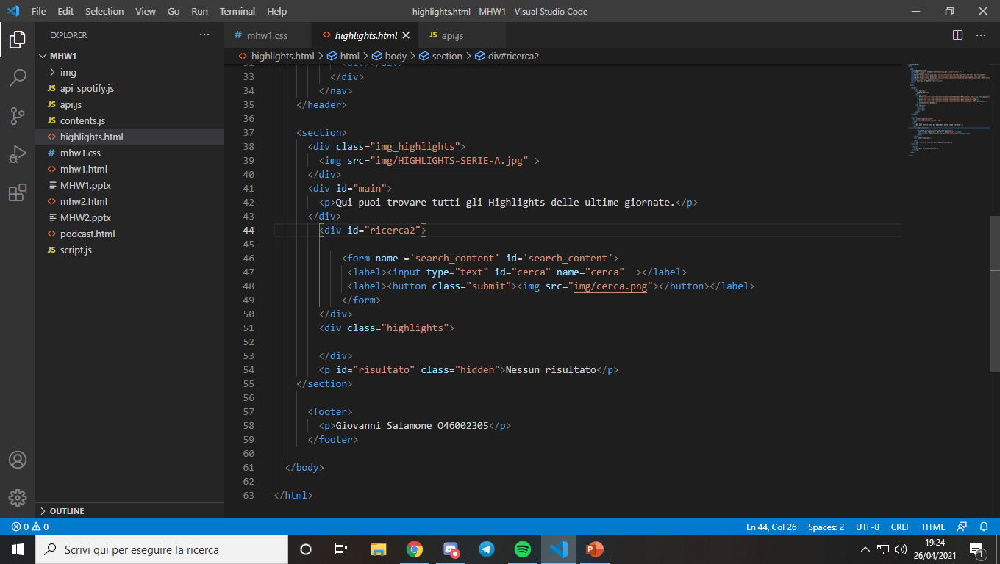 File Edit Selection View Go Run Terminal Help highlights.html - MHW1 - Visual Studio Code
EXPLORER
MHW1
img
JS api_spotify.js
JS api.js
JS contents.js
<> highlights.html
# mhw1.css
<> mhw1.html
MHW1.pptx
<> mhw2.html
MHW2.pptx
<> podcast.html
JS script.js
OUTLINE
# mhw1.css <> highlights.html × JS api.js
<> highlights.html > html > body > section > div#ricerca2
32 <div></div>
33 </div>
34 </nav>
35 </header>
36
37 <section>
38 <div class="img_highlights">
39 <img src="img/HIGHLIGHTS-SERIE-A.jpg" >
40 </div>
41 <div id="main">
42 <p>Qui puoi trovare tutti gli Highlights delle ultime giornate.</p>
43 </div>
44 <div id="ricerca2">
45
46 <form name ='search_content' id='search_content'>
47 <label><input type="text" id="cerca" name="cerca"  ></label>
48 <label><button class="submit"><img src="img/cerca.png"></button></label>
49 </form>
50 </div>
51 <div class="highlights">
52
53 </div>
54 <p id="risultato" class="hidden">Nessun risultato</p>
55 </section>
56
57 <footer>
58 <p>Giovanni Salamone O46002305</p>
59 </footer>
60
61 </body>
62
63 </html>
0 0 Ln 44, Col 26 Spaces: 2 UTF-8 CRLF HTML
Scrivi qui per eseguire la ricerca
19:24
26/04/2021
1